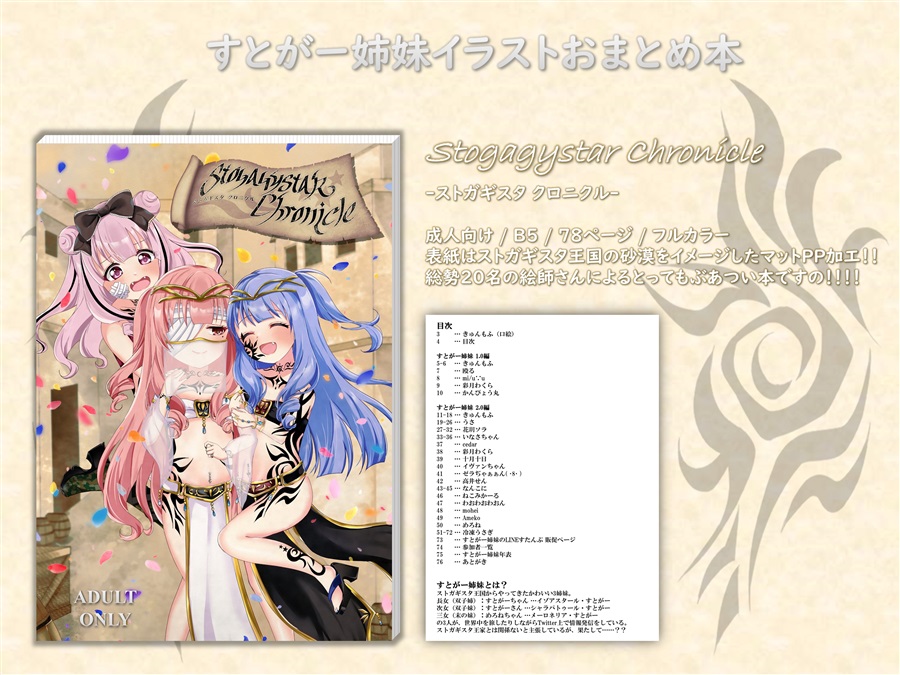 すとがー姉妹イラストおまとめ本
Stogagystar Chronicle
-ストガギスタ クロニクル-
成人向け / B5 / 78ページ / フルカラー
表紙はストガギスタ王国の砂漠をイメージしたマットPP加工!!
総勢20名の絵師さんによるとってもぶあつい本ですの!!!!
StogAgystAR
Chronicle
ADULT
ONLY
目次
3 … きゅんもふ（口絵）
4 … 目次
すとがー姉妹 1.0編
5-6 … きゅんもふ
7 … 殴る
8 … mi/u∵u
9 … 彩月わくら
10 … かんぴょう丸
すとがー姉妹 2.0編
11-18 … きゅんもふ
19-26 … うさ
27-32 … 花羽ソラ
33-36 … いなさちゃん
37 … cedar
38 … 彩月わくら
39 … 十月十日
40 … イヴァンちゃん
41 … ゼラぢゃぁぁん(･8･)
42 … 高井せん
43-45 … なんこに
46 … ねこみかーる
47 … わおわおわおん
48 … mohei
49 … Ameko
50 … めろね
51-72 … 冷凍うさぎ
73 … すとがー姉妹のLINEすたんぷ 販促ページ
74 … 参加者一覧
75 … すとがー姉妹年表
76 … あとがき
すとがー姉妹とは？
ストガギスタ王国からやってきたかわいい3姉妹。
長女（双子姉）：すとがーちゃん …イゾアスタール・すとがー
次女（双子妹）：すとがーさん …シャラバトゥール・すとがー
三女（末の妹）：めろねちゃん …メーロネリア・すとがー
の3人が、世界中を旅したりしながらTwitter上で情報発信をしている。
ストガギスタ王家とは関係ないと主張しているが、果たして……？？